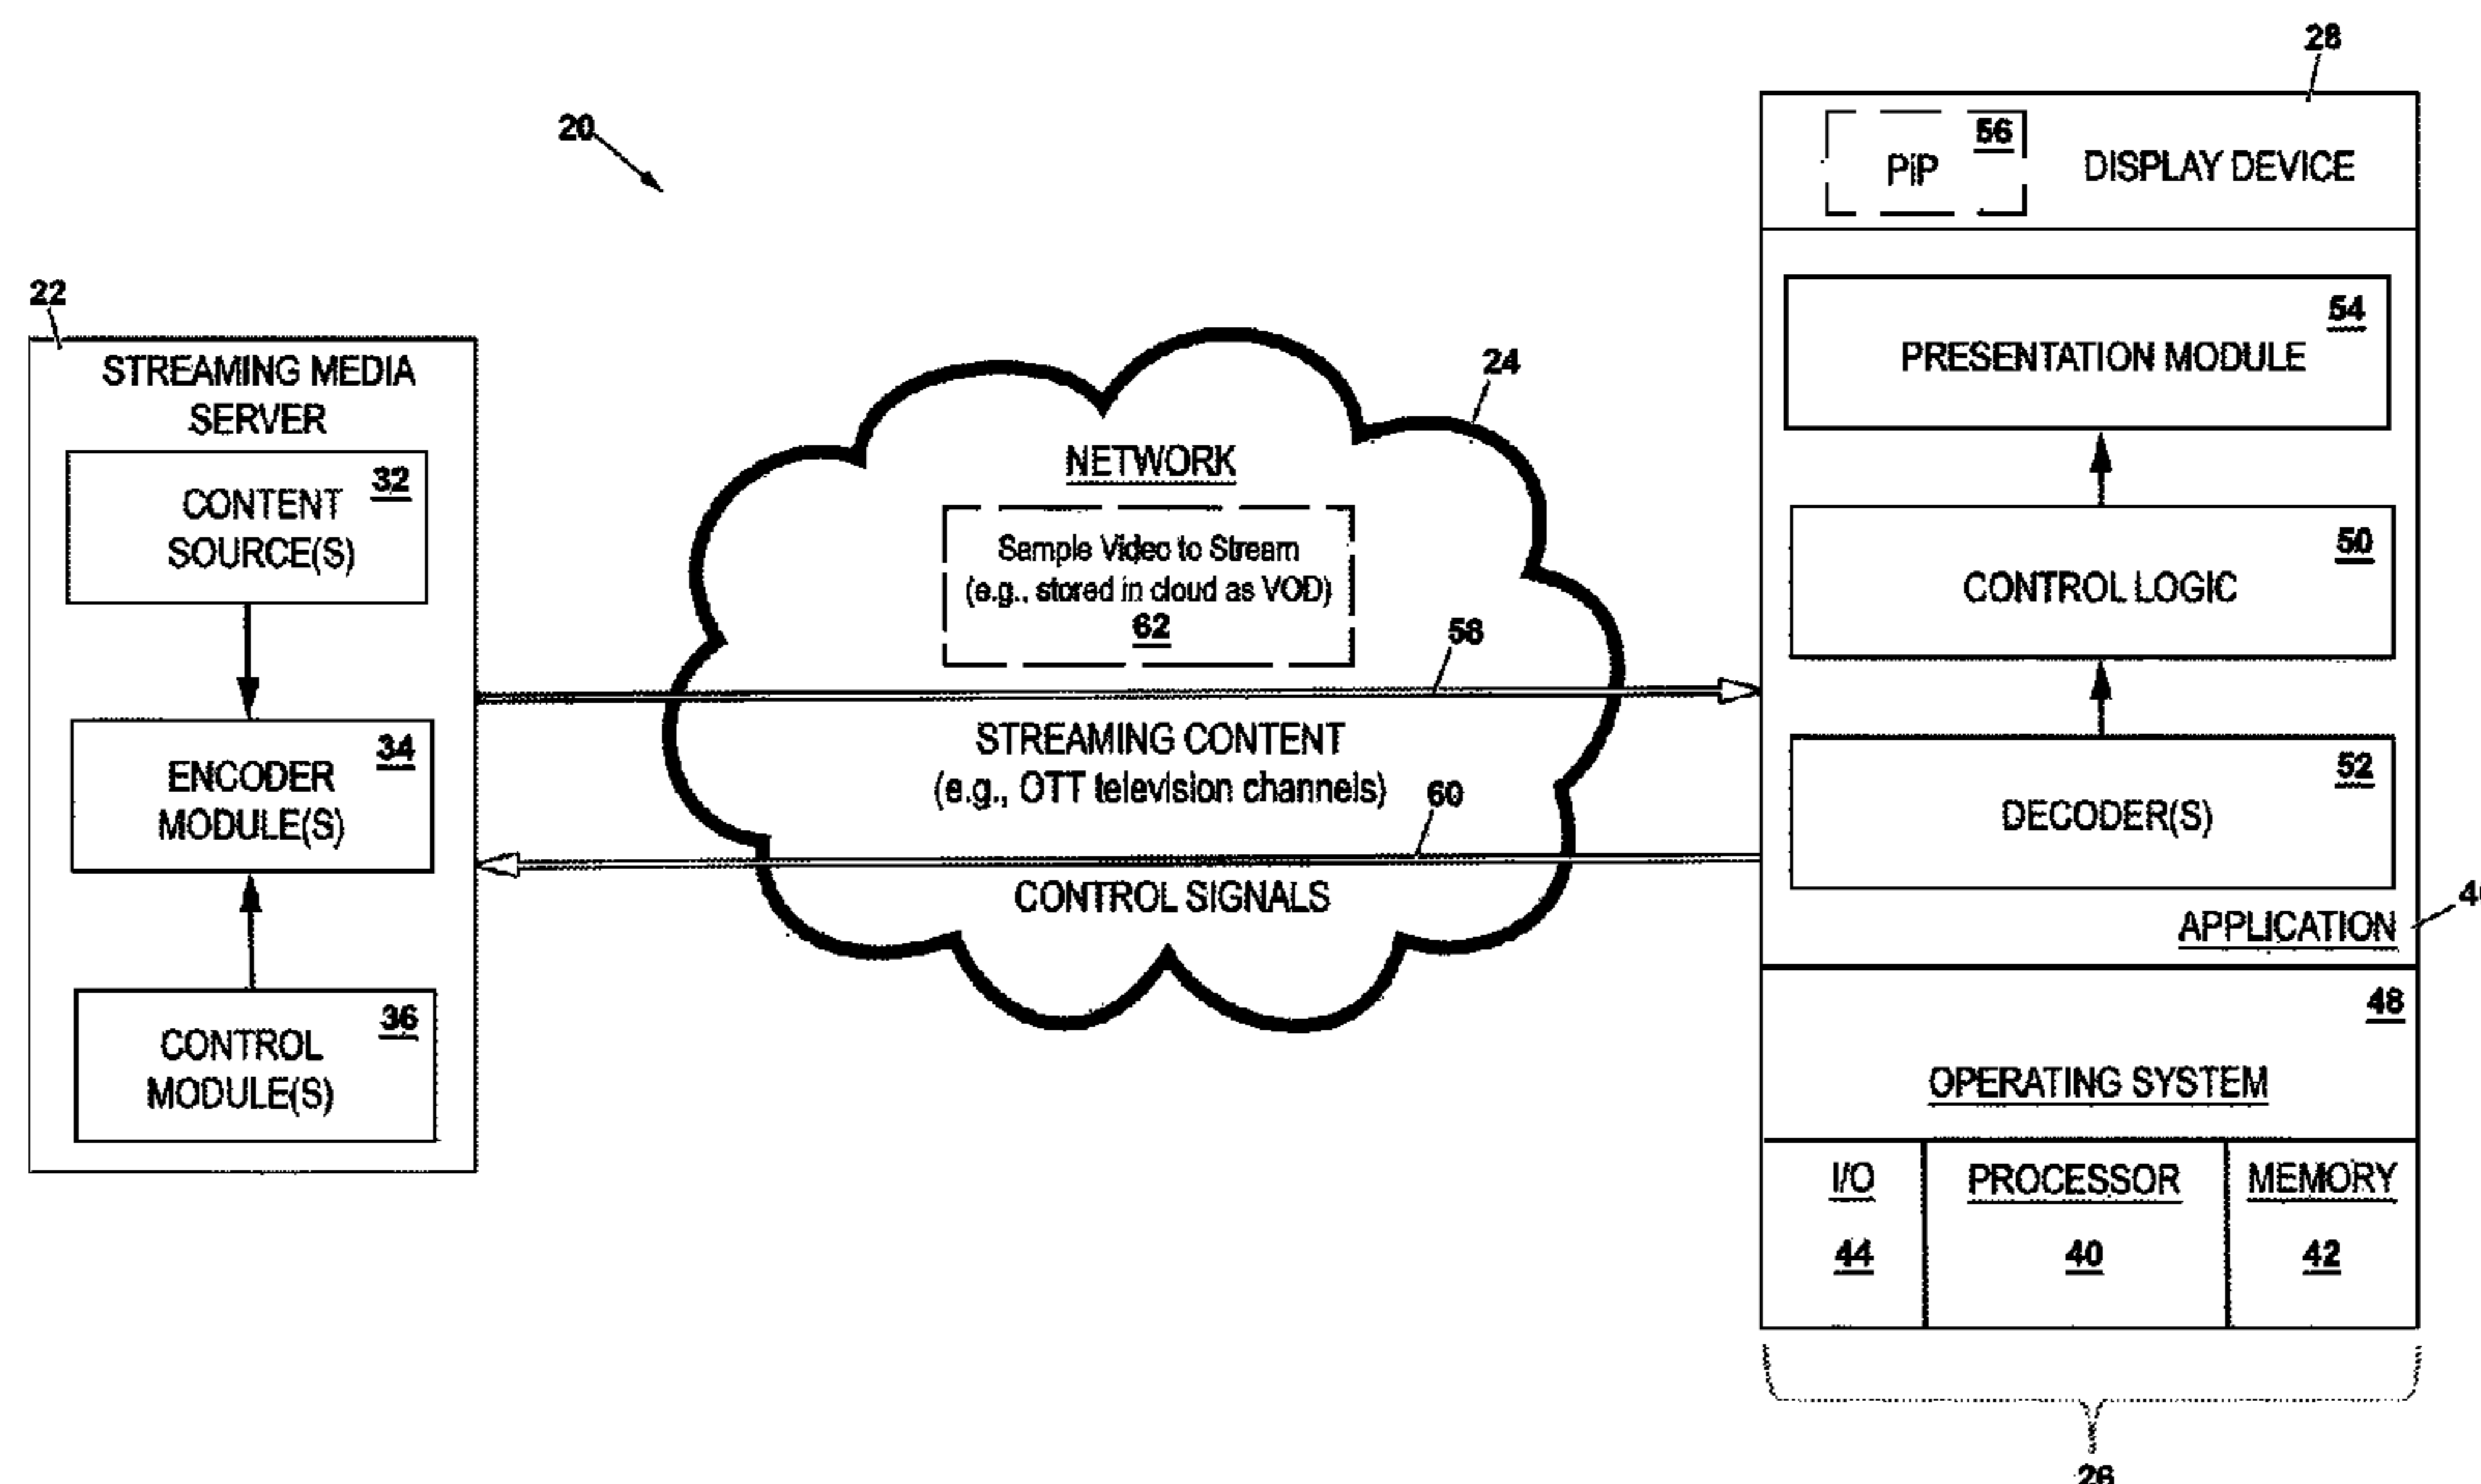 20
22
STREAMING MEDIA
SERVER
32
CONTENT
SOURCE(S)
34
ENCODER
MODULE(S)
36
CONTROL
MODULE(S)
24
NETWORK
Sample Video to Stream
(e.g., stored in cloud as VOD)
62
58
STREAMING CONTENT
(e.g., OTT television channels)
60
CONTROL SIGNALS
28
56
PiP
DISPLAY DEVICE
54
PRESENTATION MODULE
50
CONTROL LOGIC
52
DECODER(S)
APPLICATION
48
OPERATING SYSTEM
I/O
44
PROCESSOR
40
MEMORY
42
26